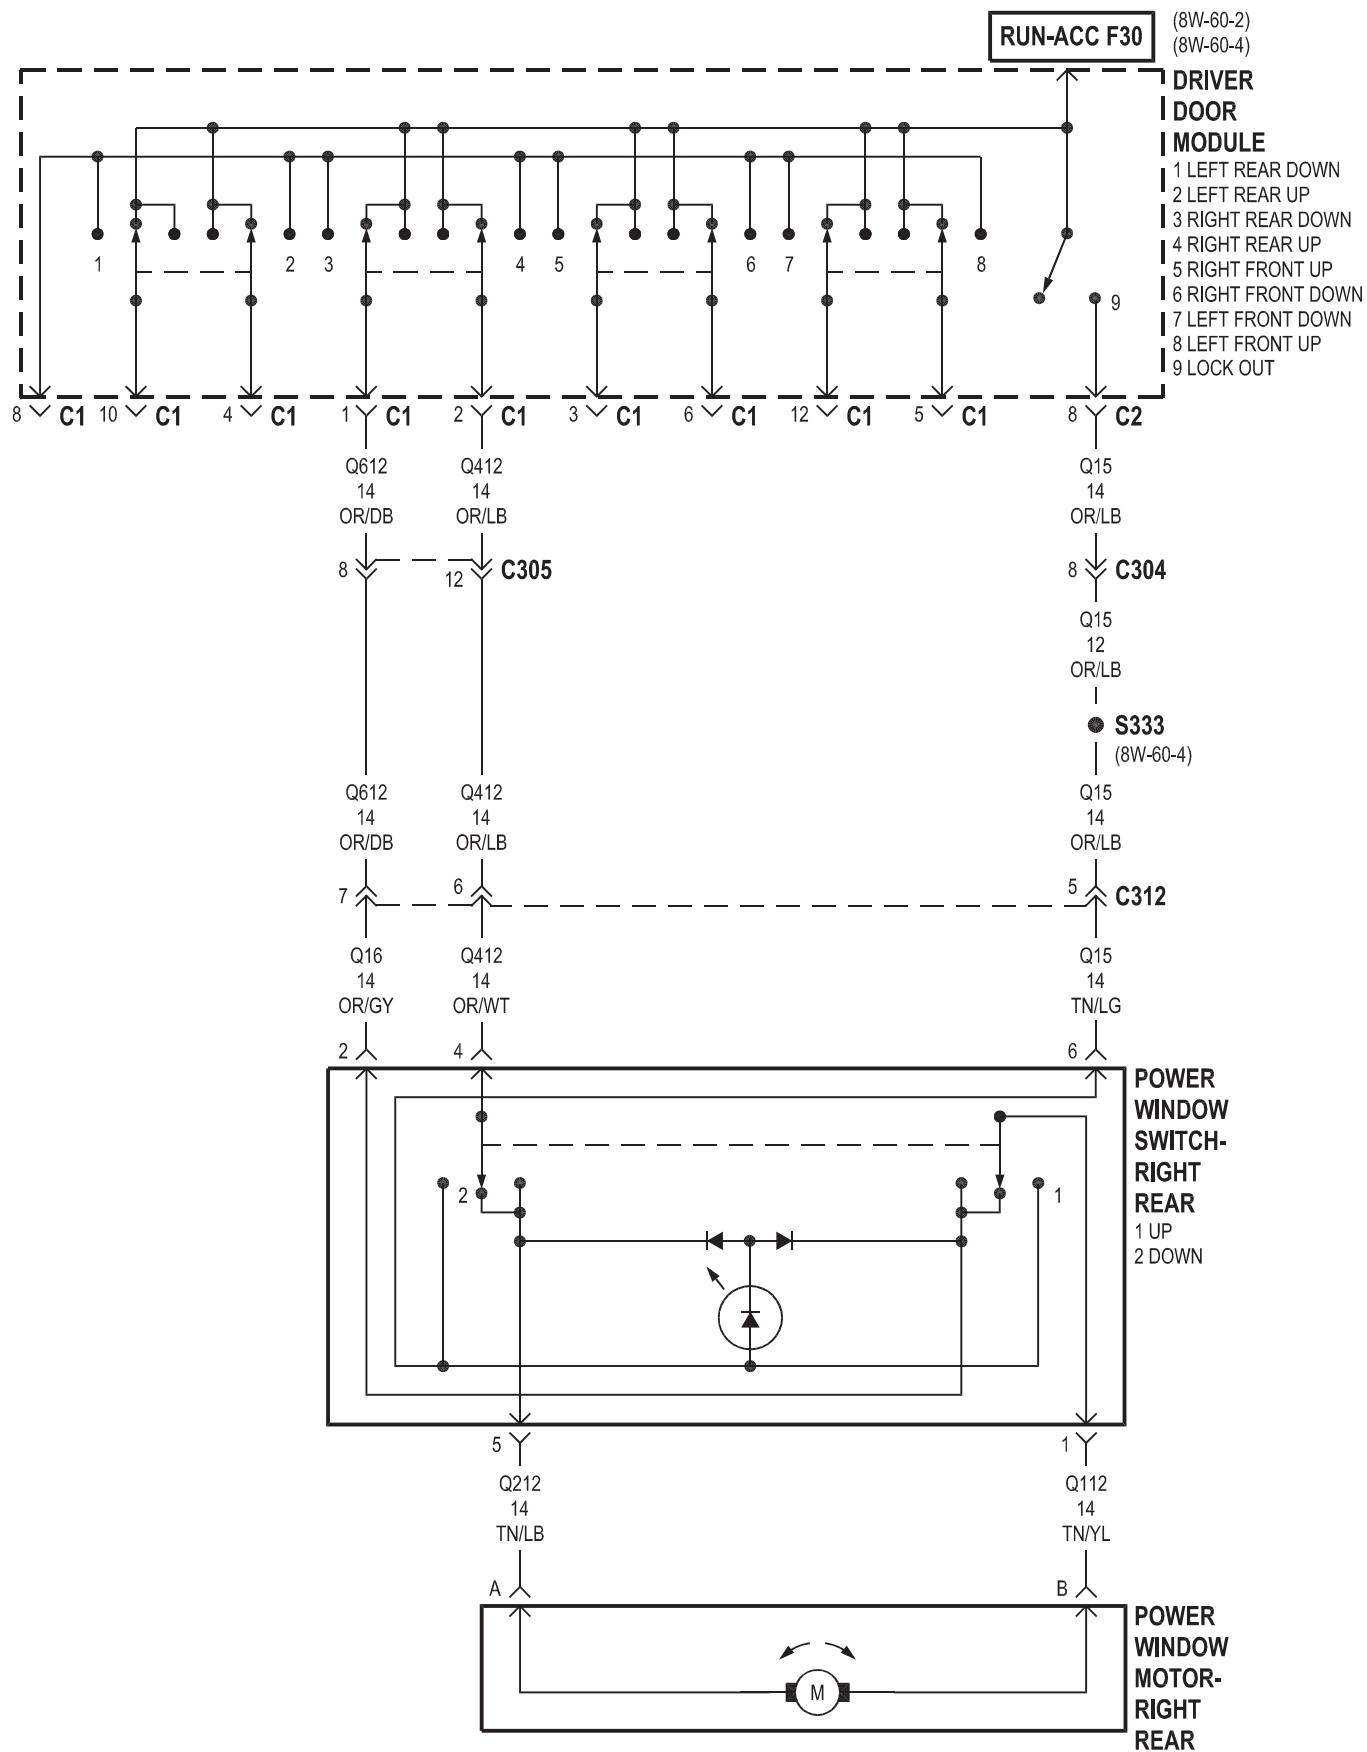 RUN-ACC F30
(8W-60-2)
(8W-60-4)
DRIVER
DOOR
MODULE
1 LEFT REAR DOWN
2 LEFT REAR UP
3 RIGHT REAR DOWN
4 RIGHT REAR UP
5 RIGHT FRONT UP
6 RIGHT FRONT DOWN
7 LEFT FRONT DOWN
8 LEFT FRONT UP
9 LOCK OUT
1 2 3 4 5 6 7 8
9
8 C1 10 C1 4 C1 1 C1 2 C1 3 C1 6 C1 12 C1 5 C1 8 C2
Q612 Q412 Q15
14 14 14
OR/DB OR/LB OR/LB
8 12 C305 8 C304
Q15
12
OR/LB
S333
(8W-60-4)
Q612 Q412 Q15
14 14 14
OR/DB OR/LB OR/LB
7 6 5 C312
Q16 Q412 Q15
14 14 14
OR/GY OR/WT TN/LG
2 4 6
POWER
WINDOW
SWITCH-
RIGHT
REAR
1 UP
2 DOWN
2 1
5 1
Q212 Q112
14 14
TN/LB TN/YL
A B
POWER
WINDOW
MOTOR-
RIGHT
REAR
M